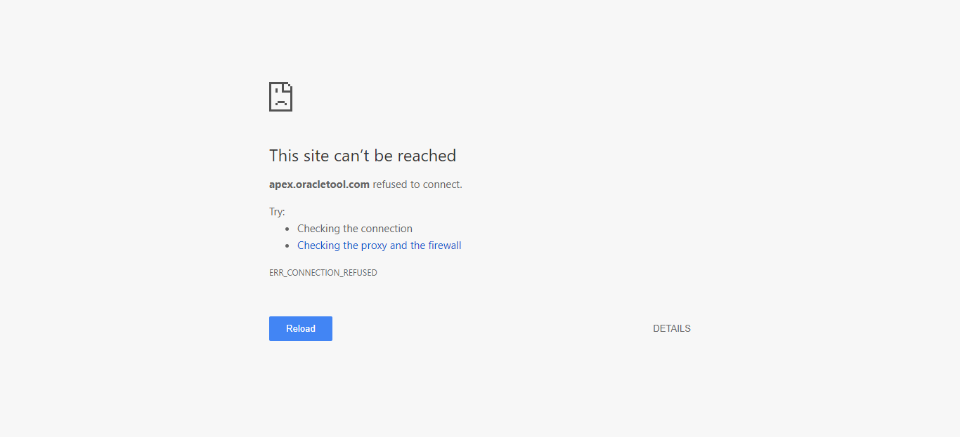 This site can’t be reached
apex.oracletool.com refused to connect.
Try:
• Checking the connection
• Checking the proxy and the firewall
ERR_CONNECTION_REFUSED
Reload
DETAILS